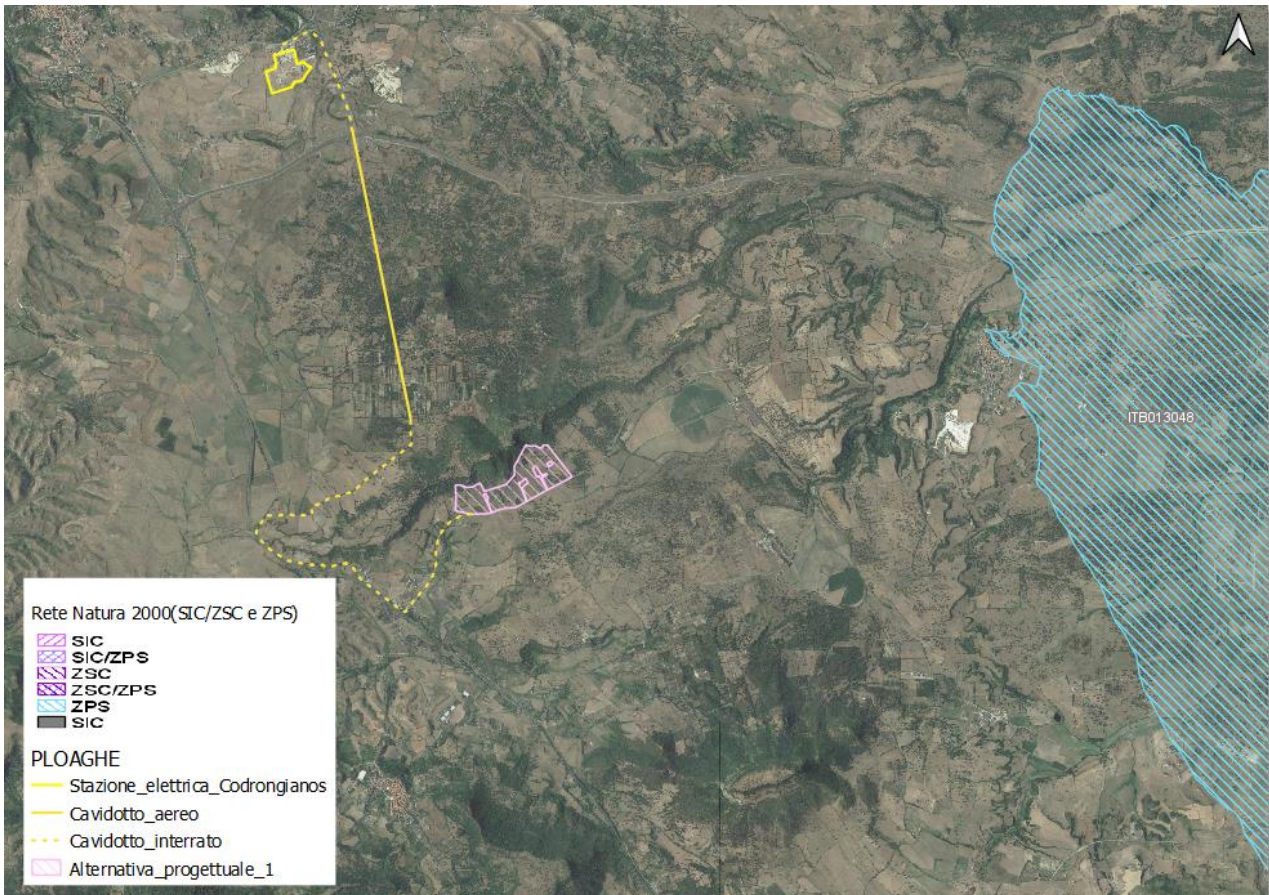 ITB013048
Rete Natura 2000(SIC/ZSC e ZPS)
SIC
SIC/ZPS
ZSC
ZSC/ZPS
ZPS
SIC
PLOAGHE
Stazione_elettrica_Codrongianos
Cavidotto_aereo
Cavidotto_interrato
Alternativa_progettuale_1